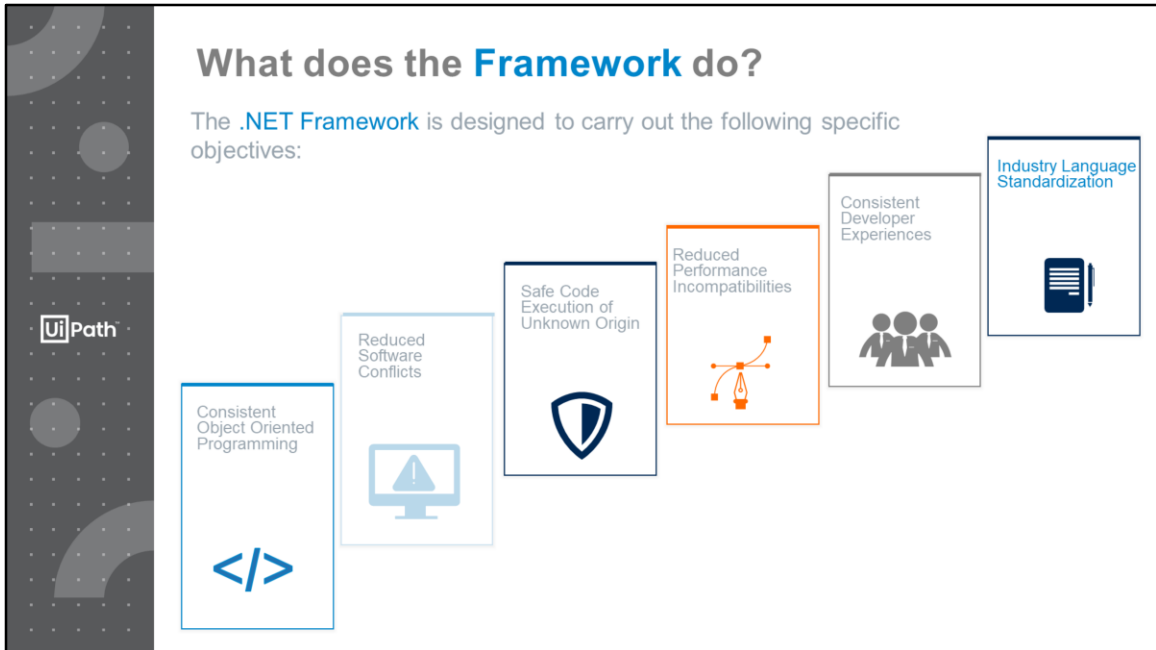 What does the Framework do?
The .NET Framework is designed to carry out the following specific
objectives:
UiPath
Consistent
Object Oriented
Programming
</>
Reduced
Software
Conflicts
Safe Code
Execution of
Unknown Origin
Reduced
Performance
Incompatibilities
Consistent
Developer
Experiences
Industry Language
Standardization